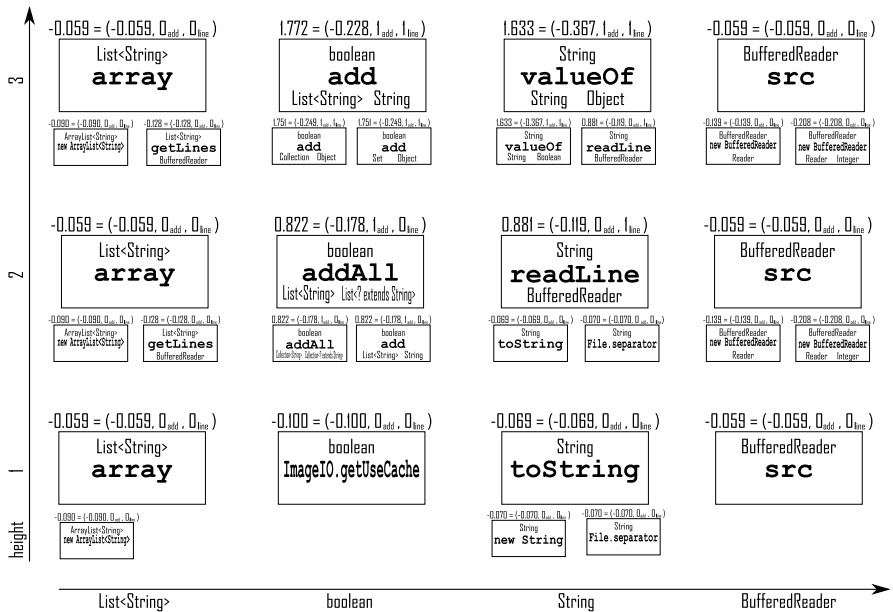 -0.059 = (-0.059, 0add , 0line ) 1.772 = (-0.228, 1add , 1line ) 1.633 = (-0.367, 1add , 1line ) -0.059 = (-0.059, 0add , 0line )
List<String> boolean String BufferedReader
array add valueOf src
List<String> String String Object
3
-0.090 = (-0.090, 0add , 0line ) -0.128 = (-0.128, 0add , 0line ) 1.751 = (-0.249, 1add , 1line ) 1.751 = (-0.249, 1add , 1line ) 1.633 = (-0.367, 1add , 1line ) 0.881 = (-0.119, 0add , 1line ) -0.139 = (-0.139, 0add , 0line ) -0.208 = (-0.208, 0add , 0line )
ArrayList<String> List<String> boolean boolean String String BufferedReader BufferedReader
new ArrayList<String> getLines add add valueOf readLine new BufferedReader new BufferedReader
BufferedReader Collection Object Set Object String Boolean BufferedReader Reader Reader Integer
-0.059 = (-0.059, 0add , 0line ) 0.822 = (-0.178, 1add , 0line ) 0.881 = (-0.119, 0add , 1line ) -0.059 = (-0.059, 0add , 0line )
List<String> boolean String BufferedReader
array addAll readLine src
List<String> List<? extends String> BufferedReader
2
-0.090 = (-0.090, 0add , 0line ) -0.128 = (-0.128, 0add , 0line ) 0.822 = (-0.178, 1add , 0line ) 0.822 = (-0.178, 1add , 0line ) -0.069 = (-0.069, 0add , 0line ) -0.070 = (-0.070, 0add , 0line ) -0.139 = (-0.139, 0add , 0line ) -0.208 = (-0.208, 0add , 0line )
ArrayList<String> List<String> boolean boolean String String BufferedReader BufferedReader
new ArrayList<String> getLines addAll add toString File.separator new BufferedReader new BufferedReader
BufferedReader Collection<String> Collection<? extends String> List<String> String Reader Reader Integer
-0.059 = (-0.059, 0add , 0line ) -0.100 = (-0.100, 0add , 0line ) -0.069 = (-0.069, 0add , 0line ) -0.059 = (-0.059, 0add , 0line )
List<String> boolean String BufferedReader
array ImageIO.getUseCache toString src
1
-0.090 = (-0.090, 0add , 0line ) -0.070 = (-0.070, 0add , 0line ) -0.070 = (-0.070, 0add , 0line )
ArrayList<String> String String
new ArrayList<String> new String File.separator
height
List<String> boolean String BufferedReader